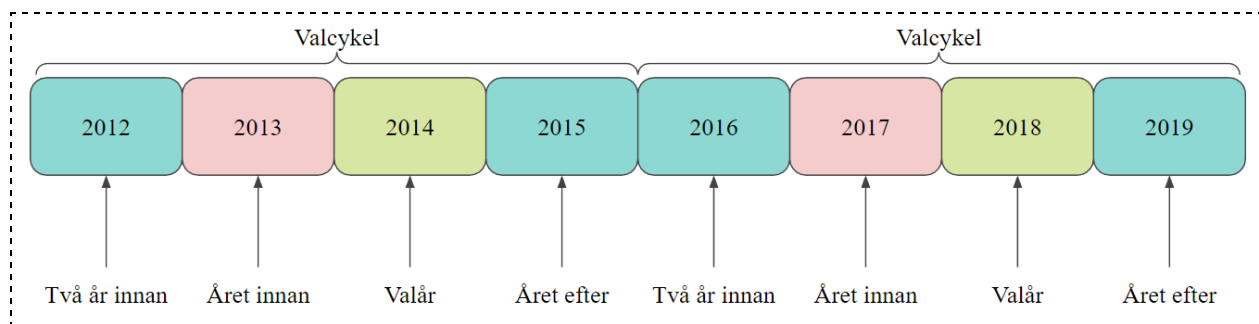 Valcykel Valcykel
2012 2013 2014 2015 2016 2017 2018 2019
Två år innan Året innan Valår Året efter Två år innan Året innan Valår Året efter